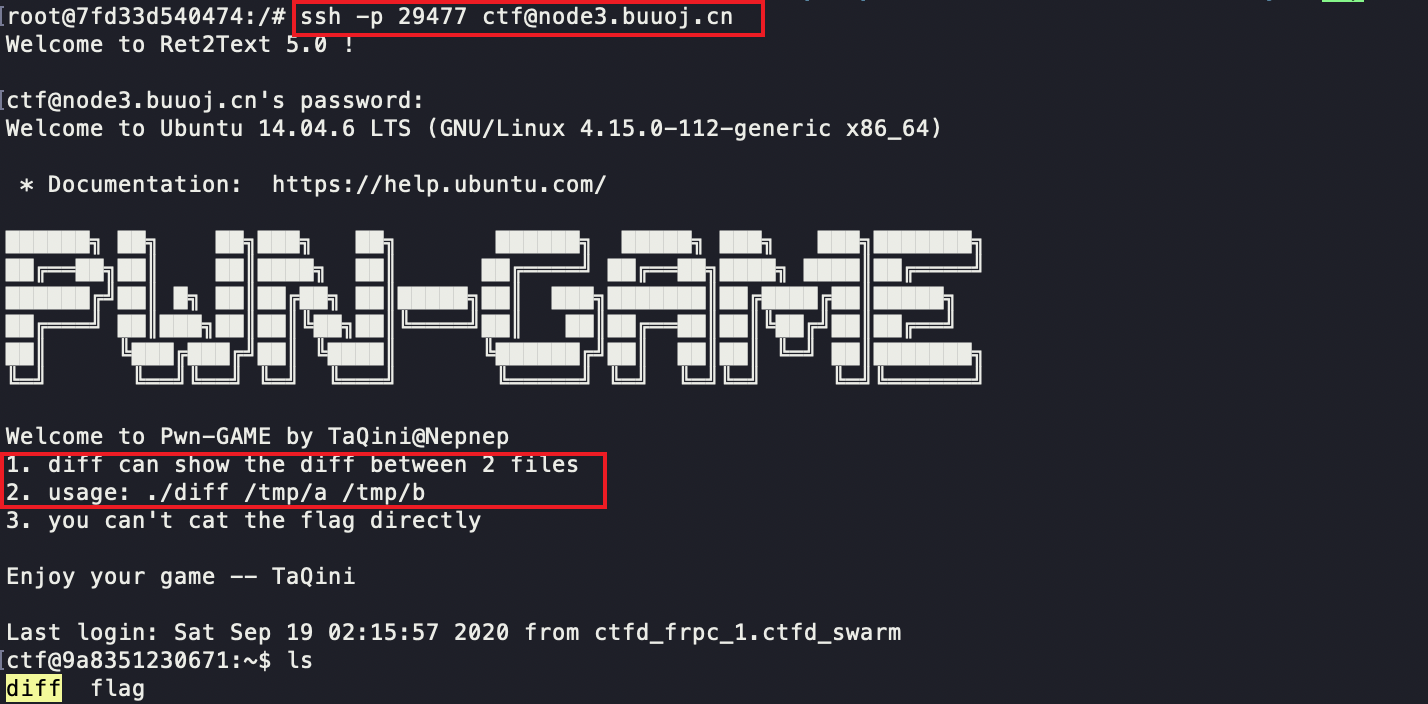 [root@7fd33d540474:/# ssh -p 29477 ctf@node3.buuoj.cn
Welcome to Ret2Text 5.0 !
[ctf@node3.buuoj.cn's password:
Welcome to Ubuntu 14.04.6 LTS (GNU/Linux 4.15.0-112-generic x86_64)
* Documentation:  https://help.ubuntu.com/
PWN-GAME
Welcome to Pwn-GAME by TaQini@Nepnep
1. diff can show the diff between 2 files
2. usage: ./diff /tmp/a /tmp/b
3. you can't cat the flag directly
Enjoy your game -- TaQini
Last login: Sat Sep 19 02:15:57 2020 from ctfd_frpc_1.ctfd_swarm
[ctf@9a8351230671:~$ ls
diff  flag